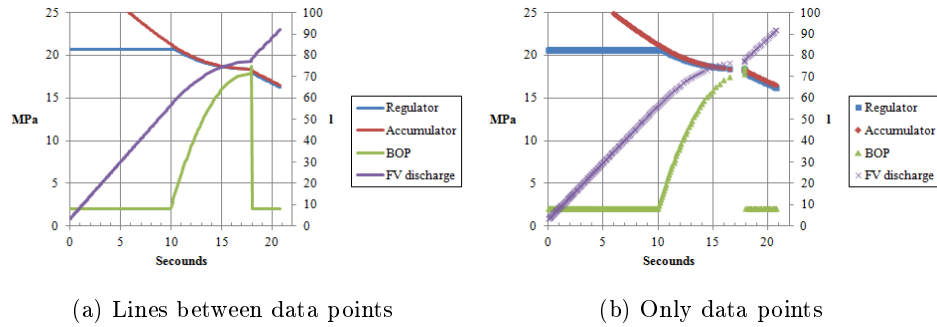 25 100
90
20 80
70
15 60
MPa 50 l
10 40
30
5 20
10
0 0
0 5 10 15 20
Secounds
Regulator
Accumulator
BOP
FV discharge
(a) Lines between data points
25 100
90
20 80
70
15 60
MPa 50 l
10 40
30
5 20
10
0 0
0 5 10 15 20
Secounds
Regulator
Accumulator
BOP
FV discharge
(b) Only data points